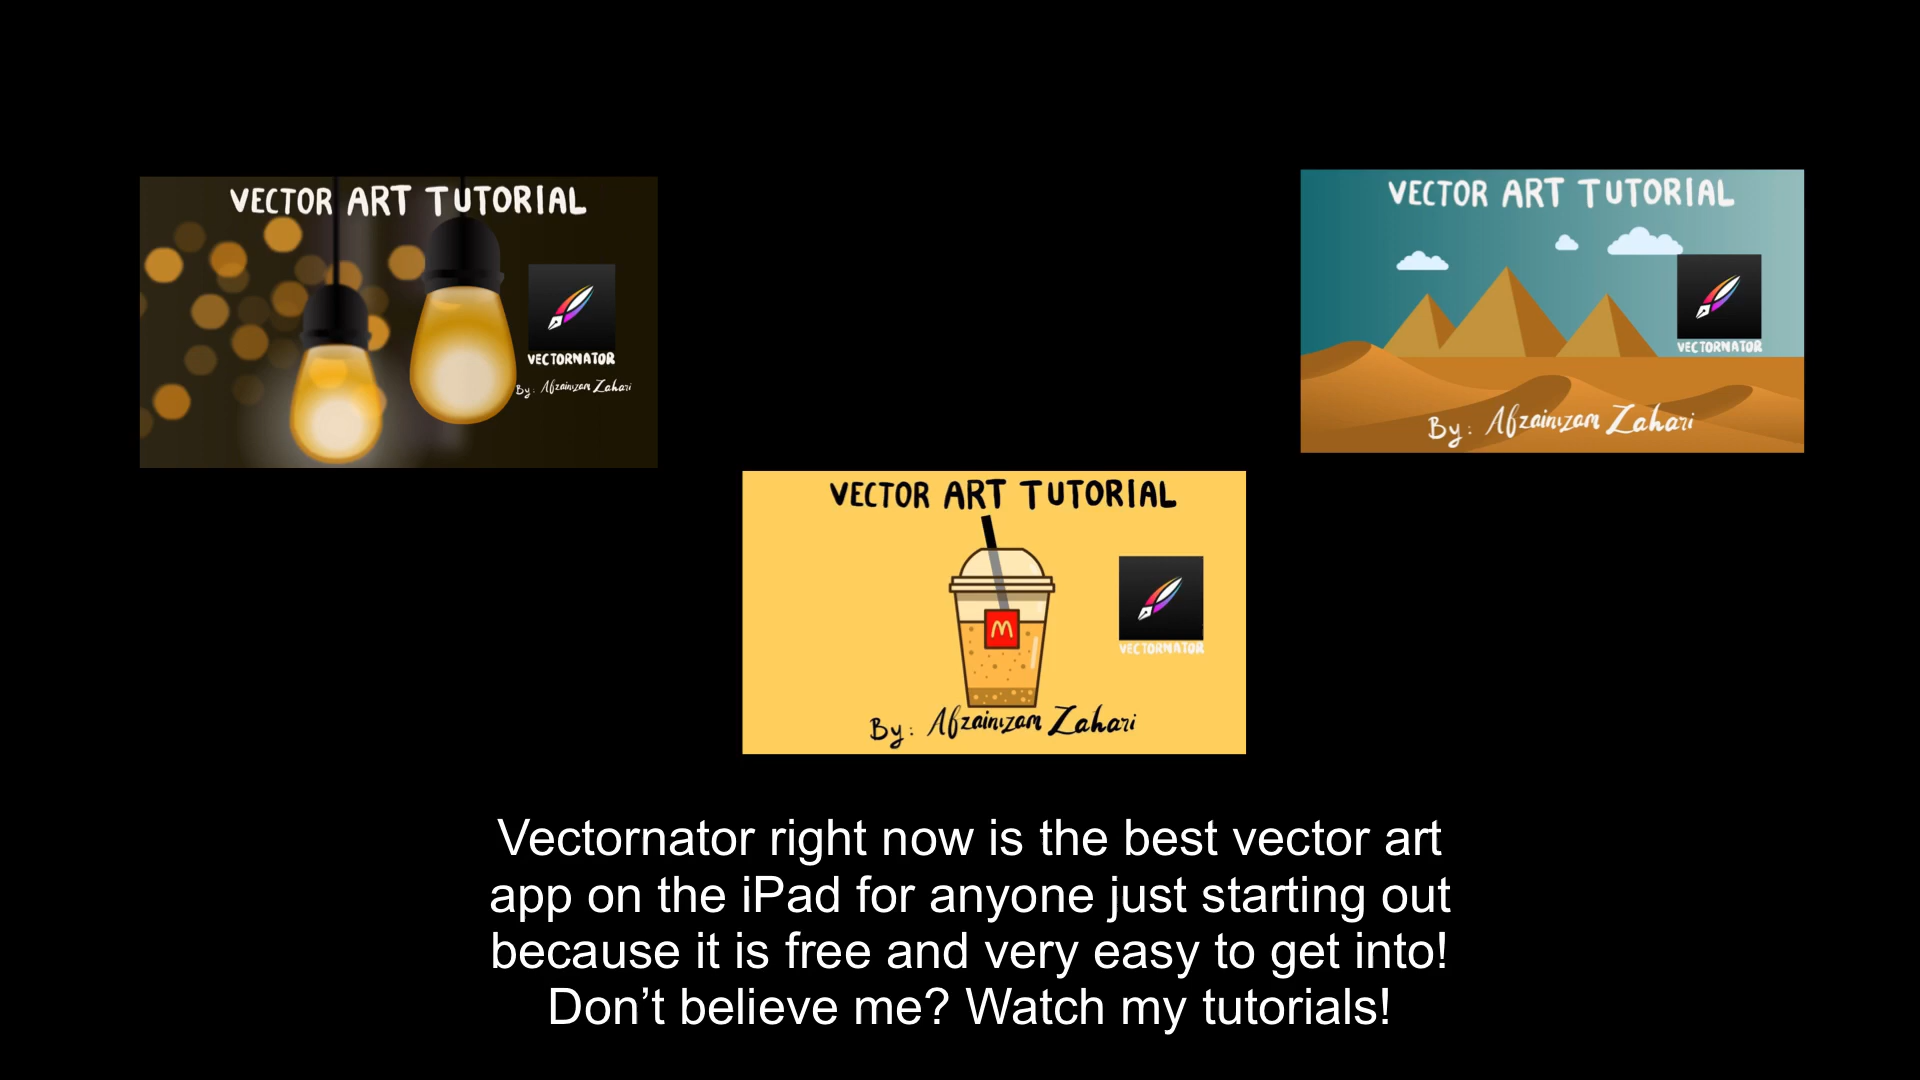 VECTOR ART TUTORIAL
VECTORNATOR
By: Afzainizam Zahari
VECTOR ART TUTORIAL
VECTORNATOR
By: Afzainizam Zahari
VECTOR ART TUTORIAL
VECTORNATOR
By: Afzainizam Zahari
Vectornator right now is the best vector art
app on the iPad for anyone just starting out
because it is free and very easy to get into!
Don’t believe me? Watch my tutorials!